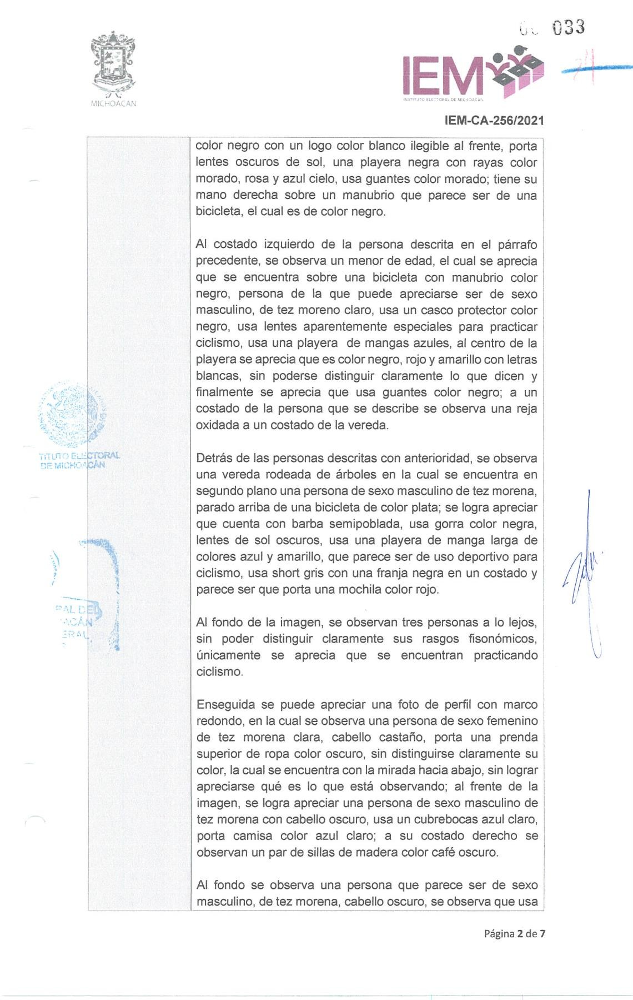 033
MICHOACÁN
IEM
INSTITUTO ELECTORAL DE MICHOACÁN
IEM-CA-256/2021
color negro con un logo color blanco ilegible al frente, porta
lentes oscuros de sol, una playera negra con rayas color
morado, rosa y azul cielo, usa guantes color morado; tiene su
mano derecha sobre un manubrio que parece ser de una
bicicleta, el cual es de color negro.
Al costado izquierdo de la persona descrita en el párrafo
precedente, se observa un menor de edad, el cual se aprecia
que se encuentra sobre una bicicleta con manubrio color
negro, persona de la que puede apreciarse ser de sexo
masculino, de tez moreno claro, usa un casco protector color
negro, usa lentes aparentemente especiales para practicar
ciclismo, usa una playera de mangas azules, al centro de la
playera se aprecia que es color negro, rojo y amarillo con letras
blancas, sin poderse distinguir claramente lo que dicen y
finalmente se aprecia que usa guantes color negro; a un
costado de la persona que se describe se observa una reja
oxidada a un costado de la vereda.
TITUTO ELECTORAL
DE MICHOACÁN
Detrás de las personas descritas con anterioridad, se observa
una vereda rodeada de árboles en la cual se encuentra en
segundo plano una persona de sexo masculino de tez morena,
parado arriba de una bicicleta de color plata; se logra apreciar
que cuenta con barba semipoblada, usa gorra color negra,
lentes de sol oscuros, usa una playera de manga larga de
colores azul y amarillo, que parece ser de uso deportivo para
ciclismo, usa short gris con una franja negra en un costado y
parece ser que porta una mochila color rojo.
RAL DEL
ACÁN
ERAL
Al fondo de la imagen, se observan tres personas a lo lejos,
sin poder distinguir claramente sus rasgos fisonómicos,
únicamente se aprecia que se encuentran practicando
ciclismo.
Enseguida se puede apreciar una foto de perfil con marco
redondo, en la cual se observa una persona de sexo femenino
de tez morena clara, cabello castaño, porta una prenda
superior de ropa color oscuro, sin distinguirse claramente su
color, la cual se encuentra con la mirada hacia abajo, sin lograr
apreciarse qué es lo que está observando; al frente de la
imagen, se logra apreciar una persona de sexo masculino de
tez morena con cabello oscuro, usa un cubrebocas azul claro,
porta camisa color azul claro; a su costado derecho se
observan un par de sillas de madera color café oscuro.
Al fondo se observa una persona que parece ser de sexo
masculino, de tez morena, cabello oscuro, se observa que usa
Página 2 de 7